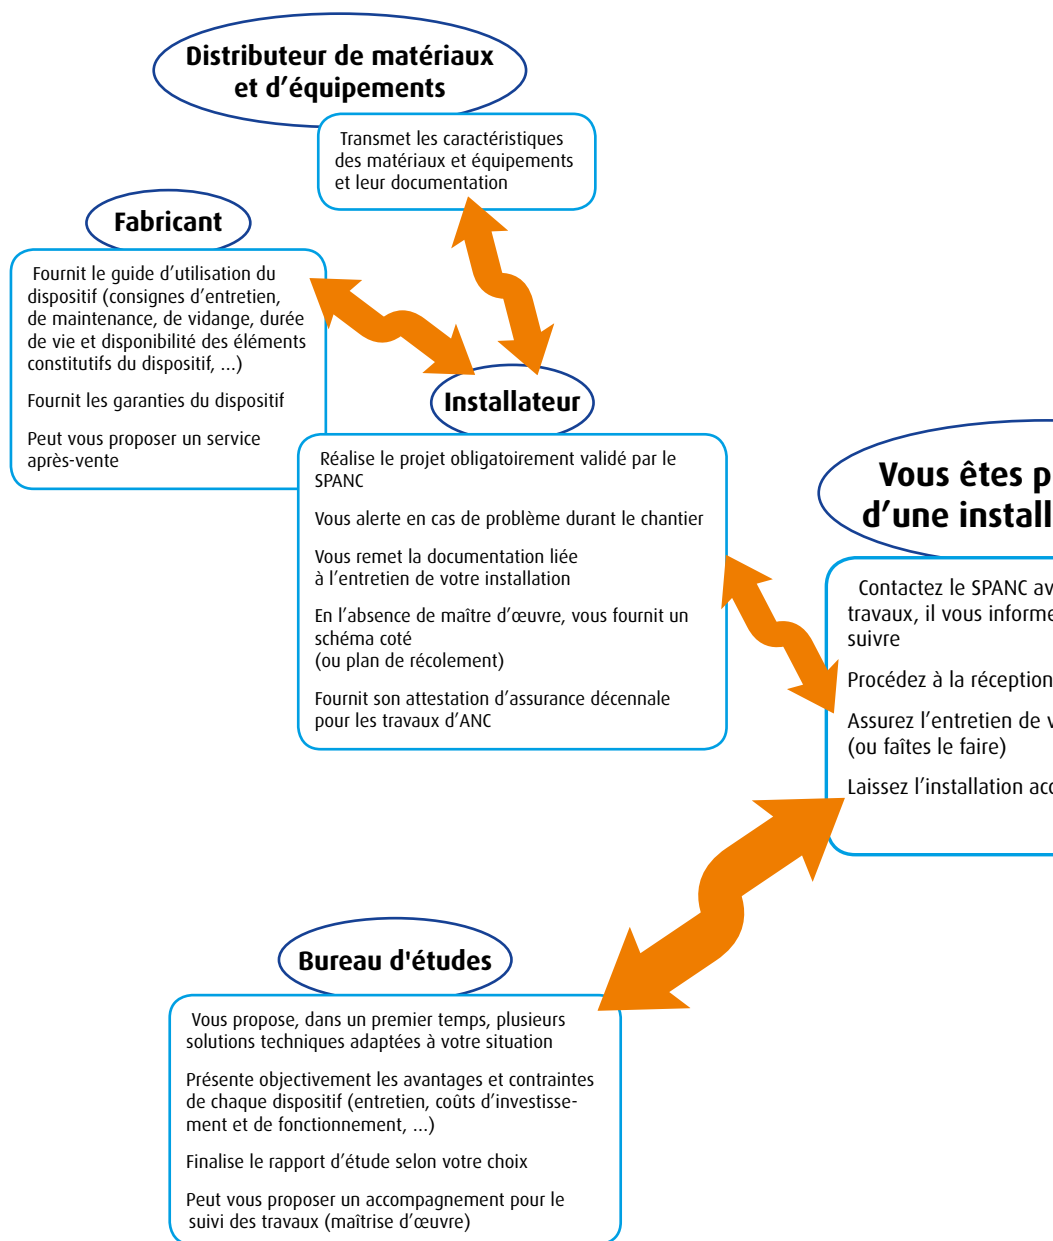 Distributeur de matériaux
et d’équipements
Transmet les caractéristiques
des matériaux et équipements
et leur documentation
Fabricant
Fournit le guide d’utilisation du
dispositif (consignes d’entretien,
de maintenance, de vidange, durée
de vie et disponibilité des éléments
constitutifs du dispositif, ...)
Fournit les garanties du dispositif
Peut vous proposer un service
après-vente
Installateur
Réalise le projet obligatoirement validé par le
SPANC
Vous alerte en cas de problème durant le chantier
Vous remet la documentation liée
à l’entretien de votre installation
En l’absence de maître d’œuvre, vous fournit un
schéma coté
(ou plan de récolement)
Fournit son attestation d’assurance décennale
pour les travaux d’ANC
Vous êtes p
d’une install
Contactez le SPANC av
travaux, il vous informe
suivre
Procédez à la réception
Assurez l’entretien de v
(ou faîtes le faire)
Laissez l’installation acc
Bureau d'études
Vous propose, dans un premier temps, plusieurs
solutions techniques adaptées à votre situation
Présente objectivement les avantages et contraintes
de chaque dispositif (entretien, coûts d’investisse-
ment et de fonctionnement, ...)
Finalise le rapport d’étude selon votre choix
Peut vous proposer un accompagnement pour le
suivi des travaux (maîtrise d’œuvre)